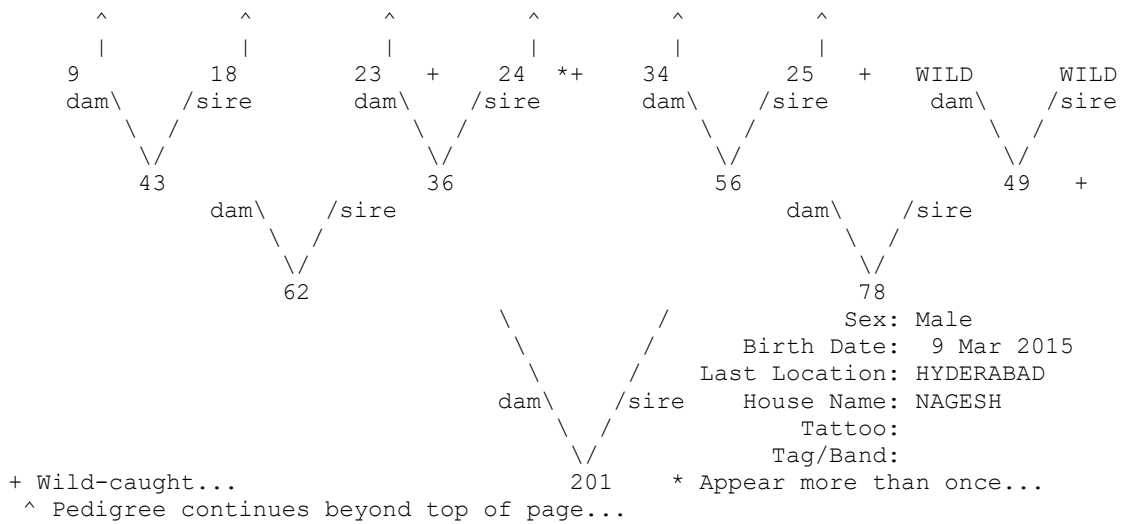 ^ ^ ^ ^ ^ ^
| | | | | |
9 18 23 + 24 *+ 34 25 + WILD WILD
dam\ /sire dam\ /sire dam\ /sire dam\ /sire
\ / \ / \ / \ /
\/ \/ \/ \/
43 36 56 49 +
dam\ /sire dam\ /sire
\ / \ /
\/ \/
62 78
\ / Sex: Male
\ / Birth Date: 9 Mar 2015
\ / Last Location: HYDERABAD
dam\ /sire House Name: NAGESH
\ / Tattoo:
\/ Tag/Band:
+ Wild-caught... 201 * Appear more than once...
^ Pedigree continues beyond top of page...